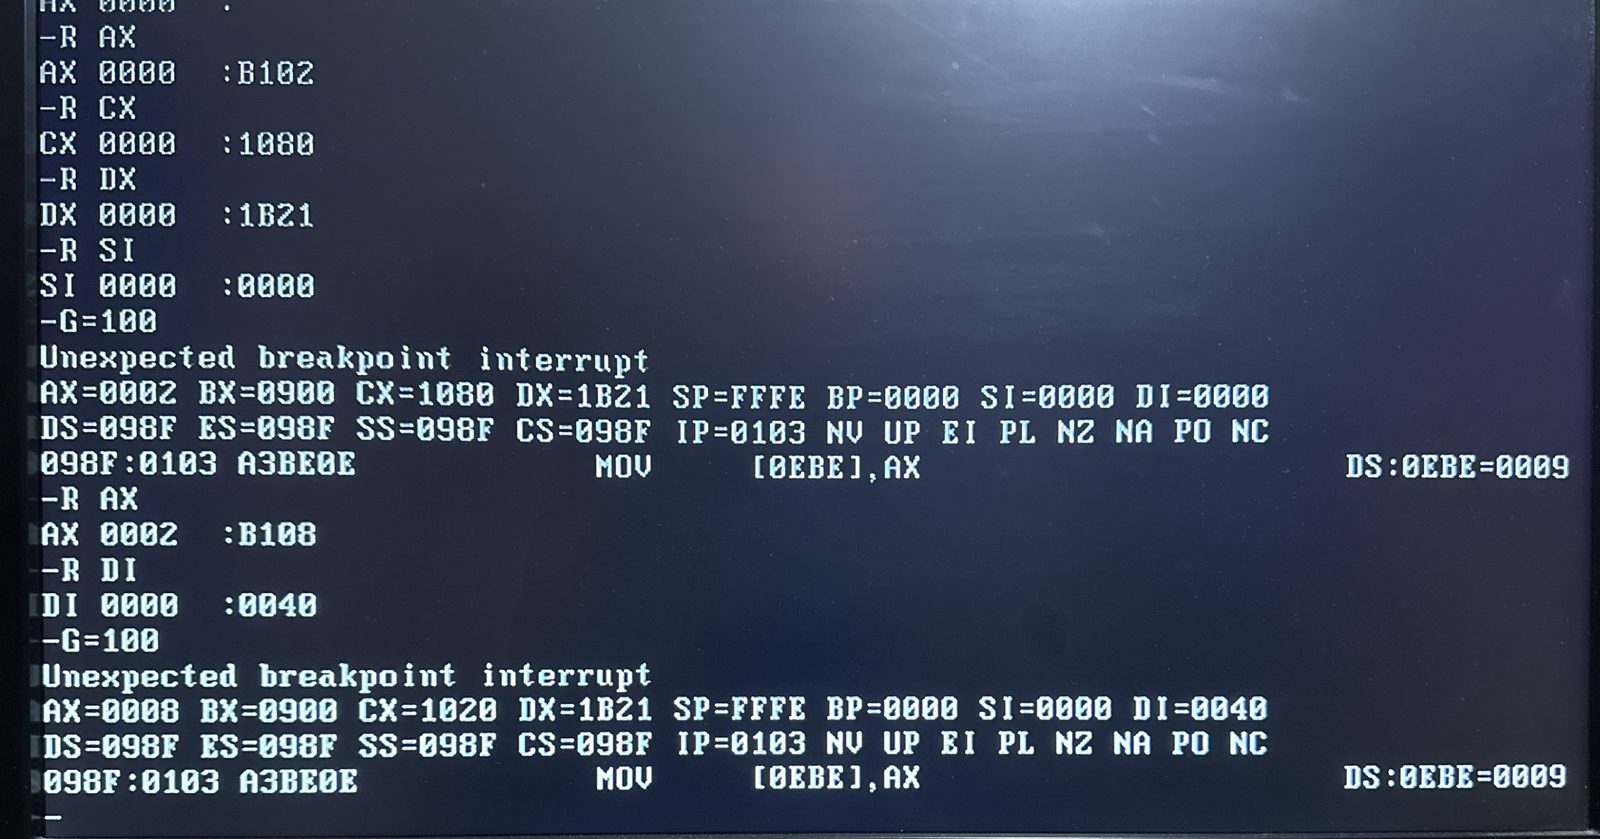 AX 0000  :
-R AX
AX 0000  :B102
-R CX
CX 0000  :1080
-R DX
DX 0000  :1B21
-R SI
SI 0000  :0000
-G=100
Unexpected breakpoint interrupt
AX=0002 BX=0900 CX=1080 DX=1B21 SP=FFFE BP=0000 SI=0000 DI=0000
DS=098F ES=098F SS=098F CS=098F IP=0103 NV UP EI PL NZ NA PO NC
098F:0103 A3BE0E MOV [0EBE],AX DS:0EBE=0009
-R AX
AX 0002  :B108
-R DI
DI 0000  :0040
-G=100
Unexpected breakpoint interrupt
AX=0008 BX=0900 CX=1020 DX=1B21 SP=FFFE BP=0000 SI=0000 DI=0040
DS=098F ES=098F SS=098F CS=098F IP=0103 NV UP EI PL NZ NA PO NC
098F:0103 A3BE0E MOV [0EBE],AX DS:0EBE=0009
-